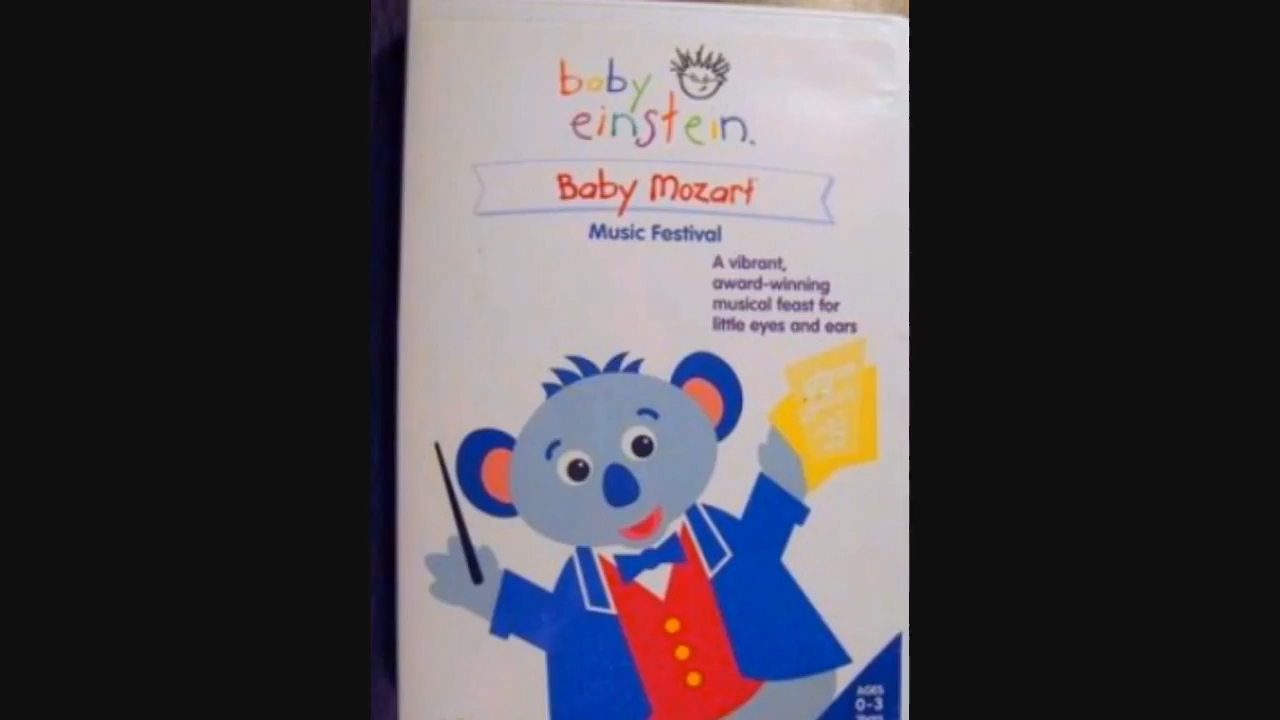 baby
einstein.
Baby Mozart
Music Festival
A vibrant,
award-winning
musical feast for
little eyes and ears
AGES
0-3